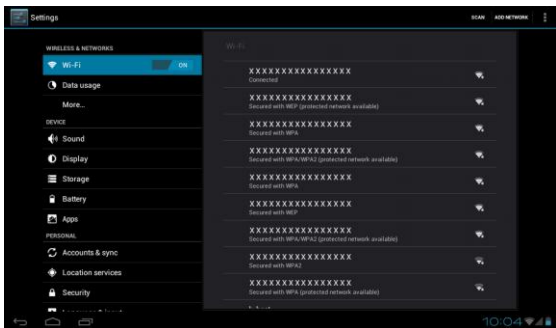 Settings
SCAN ADD NETWORK
WIRELESS & NETWORKS
Wi-Fi ON
Data usage
More...
DEVICE
Sound
Display
Storage
Battery
Apps
PERSONAL
Accounts & sync
Location services
Security
Wi-Fi
XXXXXXXXXXXXXXXX
Connected
XXXXXXXXXXXXXXXX
Secured with WEP (protected network available)
XXXXXXXXXXXXXXXX
Secured with WPA
XXXXXXXXXXXXXXXX
Secured with WPA/WPA2 (protected network available)
XXXXXXXXXXXXXXXX
Secured with WPA
XXXXXXXXXXXXXXXX
Secured with WEP
XXXXXXXXXXXXXXXX
Secured with WPA/WPA2 (protected network available)
XXXXXXXXXXXXXXXX
Secured with WPA2
XXXXXXXXXXXXXXXX
Secured with WPA (protected network available)
10:04